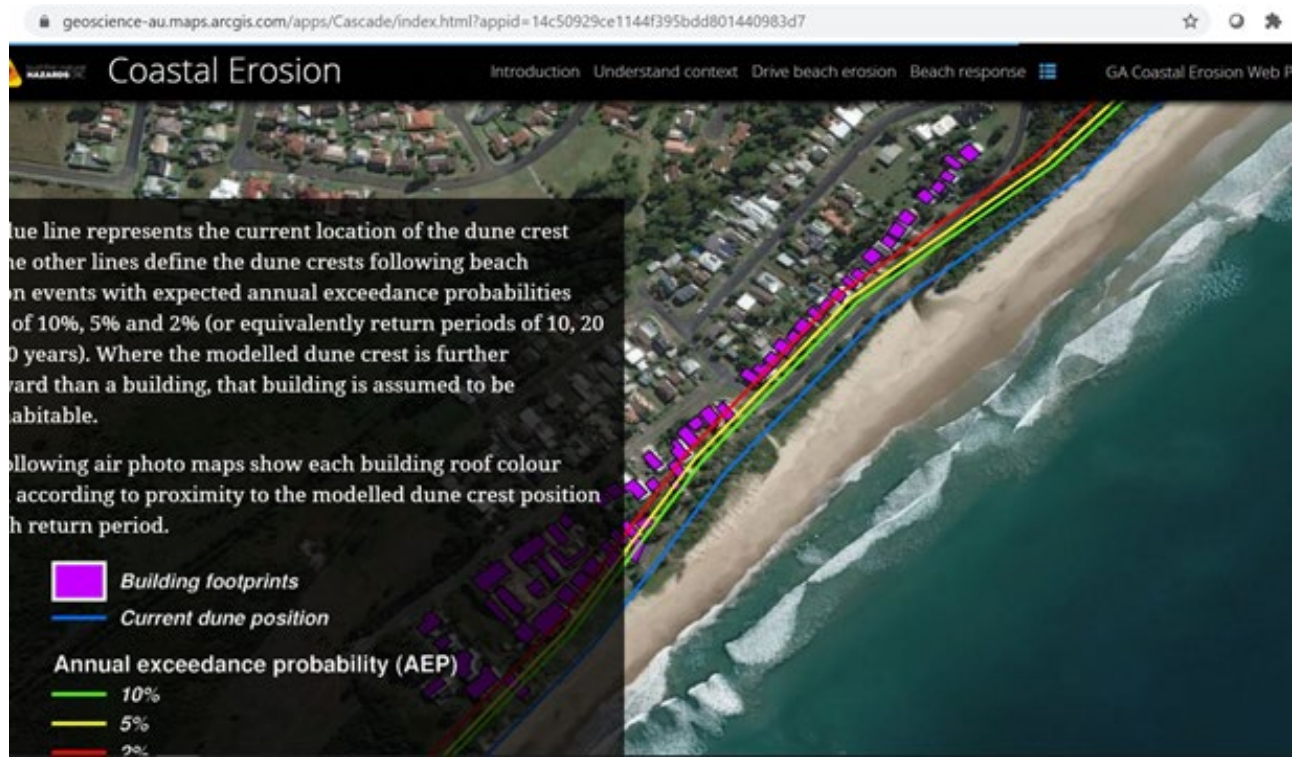 geoscience-au.maps.arcgis.com/apps/Cascade/index.html?appid=14c50929ce1144f395bdd801440983d7
HAZARDS
Coastal Erosion
Introduction Understand context Drive beach erosion Beach response
GA Coastal Erosion Web P
lue line represents the current location of the dune crest
he other lines define the dune crests following beach
n events with expected annual exceedance probabilities
of 10%, 5% and 2% (or equivalently return periods of 10, 20
0 years). Where the modelled dune crest is further
ard than a building, that building is assumed to be
abitable.
ollowing air photo maps show each building roof colour
according to proximity to the modelled dune crest position
h return period.
Building footprints
Current dune position
Annual exceedance probability (AEP)
10%
5%
2%